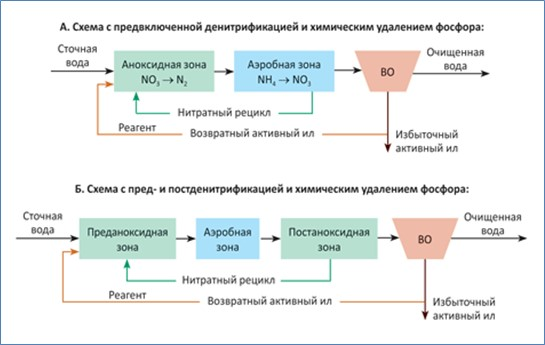 А. Схема с предвключенной денитрификацией и химическим удалением фосфора:
Сточная
вода
Аноксидная зона
NO₃ → N₂
Аэробная зона
NH₄ → NO₃
ВО
Очищенная
вода
Нитратный рецикл
Реагент
Возвратный активный ил
Избыточный
активный ил
Б. Схема с пред- и постденитрификацией и химическим удалением фосфора:
Сточная
вода
Преданоксидная
зона
Аэробная
зона
Постаноксидная
зона
ВО
Очищенная
вода
Нитратный рецикл
Реагент
Возвратный активный ил
Избыточный
активный ил